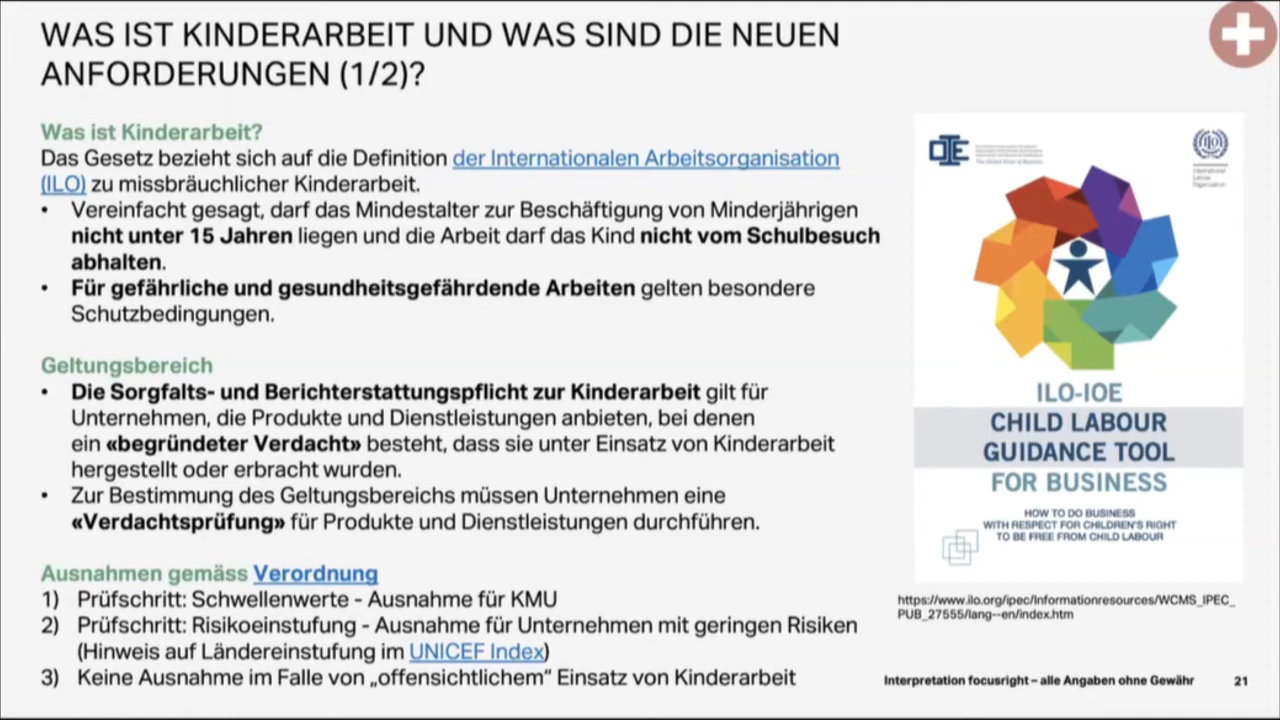 WAS IST KINDERARBEIT UND WAS SIND DIE NEUEN
ANFORDERUNGEN (1/2)?
Was ist Kinderarbeit?
Das Gesetz bezieht sich auf die Definition der Internationalen Arbeitsorganisation
(ILO) zu missbräuchlicher Kinderarbeit.
• Vereinfacht gesagt, darf das Mindestalter zur Beschäftigung von Minderjährigen
nicht unter 15 Jahren liegen und die Arbeit darf das Kind nicht vom Schulbesuch
abhalten.
• Für gefährliche und gesundheitsgefährdende Arbeiten gelten besondere
Schutzbedingungen.
Geltungsbereich
• Die Sorgfalts- und Berichterstattungspflicht zur Kinderarbeit gilt für
Unternehmen, die Produkte und Dienstleistungen anbieten, bei denen
ein «begründeter Verdacht» besteht, dass sie unter Einsatz von Kinderarbeit
hergestellt oder erbracht wurden.
• Zur Bestimmung des Geltungsbereichs müssen Unternehmen eine
«Verdachtsprüfung» für Produkte und Dienstleistungen durchführen.
Ausnahmen gemäss Verordnung
1) Prüfschritt: Schwellenwerte - Ausnahme für KMU
2) Prüfschritt: Risikoeinstufung - Ausnahme für Unternehmen mit geringen Risiken
(Hinweis auf Ländereinstufung im UNICEF Index)
3) Keine Ausnahme im Falle von „offensichtlichem“ Einsatz von Kinderarbeit
International
Labour
Organization
ILO-IOE
CHILD LABOUR
GUIDANCE TOOL
FOR BUSINESS
HOW TO DO BUSINESS
WITH RESPECT FOR CHILDREN'S RIGHT
TO BE FREE FROM CHILD LABOUR
https://www.ilo.org/ipec/Informationresources/WCMS_IPEC_
PUB_27555/lang--en/index.htm
Interpretation focusright – alle Angaben ohne Gewähr 21